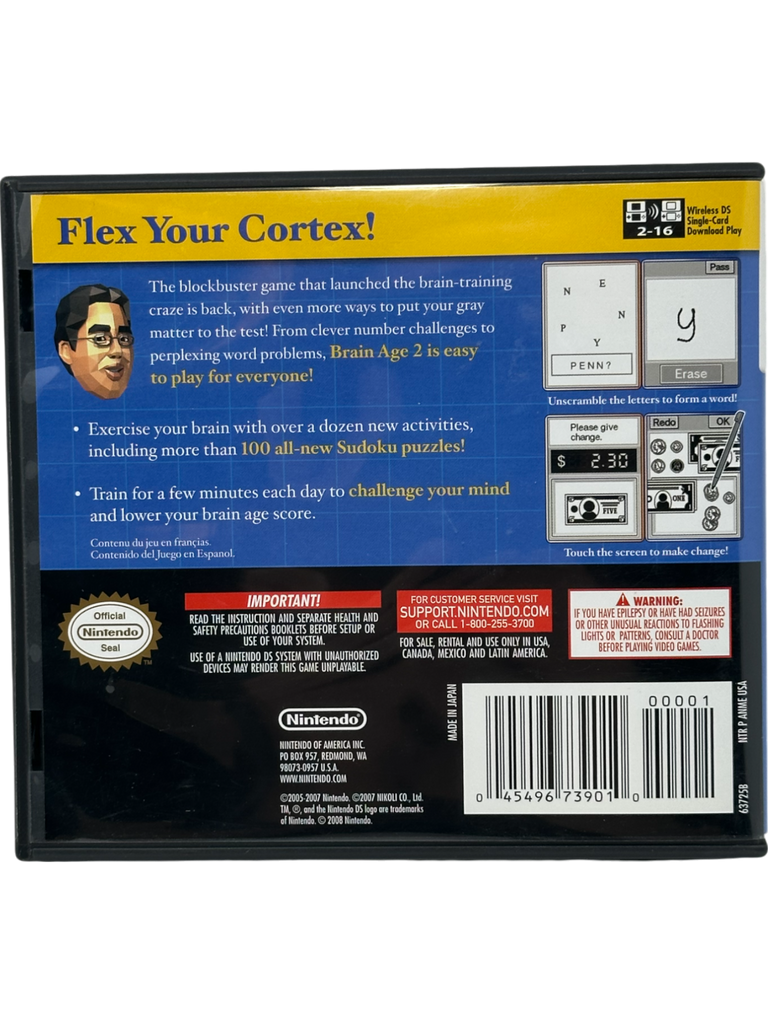 Flex Your Cortex!
2-16
Wireless DS
Single-Card
Download Play
The blockbuster game that launched the brain-training
craze is back, with even more ways to put your gray
matter to the test! From clever number challenges to
perplexing word problems, Brain Age 2 is easy
to play for everyone!
• Exercise your brain with over a dozen new activities,
including more than 100 all-new Sudoku puzzles!
• Train for a few minutes each day to challenge your mind
and lower your brain age score.
Contenu du jeu en français.
Contenido del Juego en Espanol.
N E
N
P Y
PENN?
Pass
y
Erase
Unscramble the letters to form a word!
Please give
change.
$ 2.30
FIVE
Redo OK
ONE
Touch the screen to make change!
Official
Nintendo
Seal
TM
IMPORTANT!
READ THE INSTRUCTION AND SEPARATE HEALTH AND
SAFETY PRECAUTIONS BOOKLETS BEFORE SETUP OR
USE OF YOUR SYSTEM.
USE OF A NINTENDO DS SYSTEM WITH UNAUTHORIZED
DEVICES MAY RENDER THIS GAME UNPLAYABLE.
FOR CUSTOMER SERVICE VISIT
SUPPORT.NINTENDO.COM
OR CALL 1-800-255-3700
FOR SALE, RENTAL AND USE ONLY IN USA,
CANADA, MEXICO AND LATIN AMERICA.
WARNING:
IF YOU HAVE EPILEPSY OR HAVE HAD SEIZURES
OR OTHER UNUSUAL REACTIONS TO FLASHING
LIGHTS OR PATTERNS, CONSULT A DOCTOR
BEFORE PLAYING VIDEO GAMES.
Nintendo®
NINTENDO OF AMERICA INC.
PO BOX 957, REDMOND, WA
98073-0957 U.S.A.
WWW.NINTENDO.COM
©2005-2007 Nintendo. ©2007 NIKOLI CO., Ltd.
TM, ®, and the Nintendo DS logo are trademarks
of Nintendo. © 2008 Nintendo.
MADE IN JAPAN
00001
0 45496 73901 0
NTR P ANME USA
63725B